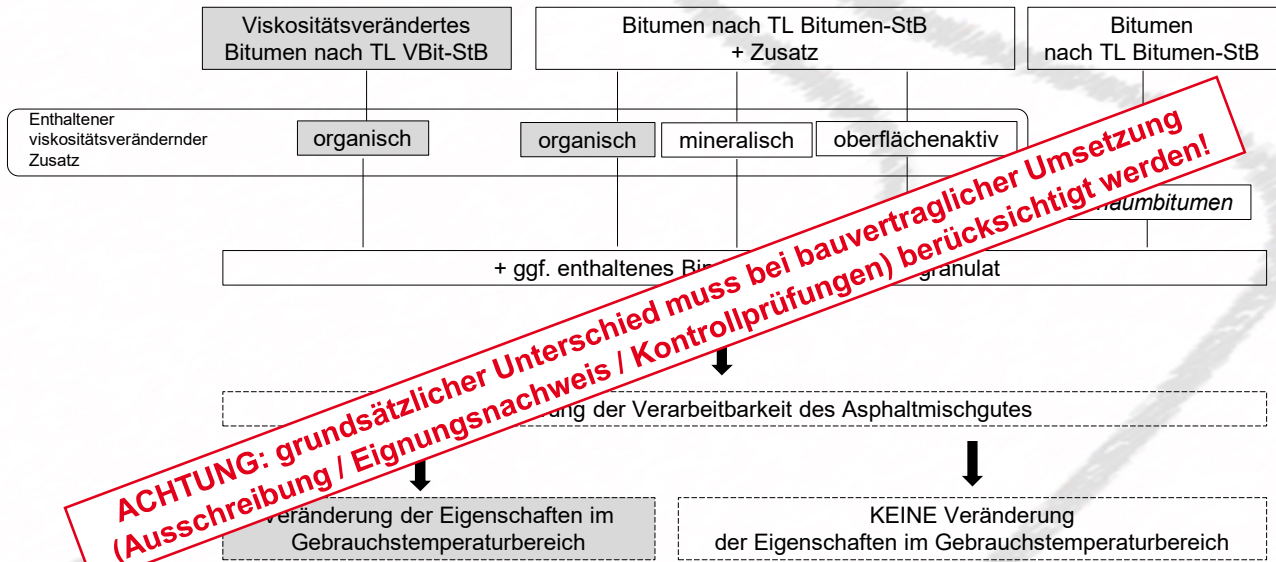 Viskositätsverändertes
Bitumen nach TL VBit-StB
Bitumen nach TL Bitumen-StB
+ Zusatz
Bitumen
nach TL Bitumen-StB
Enthaltener
viskositätsverändernder
Zusatz
organisch
organisch
mineralisch
oberflächenaktiv
+ ggf. enthaltenes
der Verarbeitbarkeit des Asphaltmischgutes
ACHTUNG: grundsätzlicher Unterschied muss bei bauvertraglicher Umsetzung
(Ausschreibung / Eignungsnachweis / Kontrollprüfungen) berücksichtigt werden!
Veränderung der Eigenschaften im
Gebrauchstemperaturbereich
KEINE Veränderung
der Eigenschaften im Gebrauchstemperaturbereich